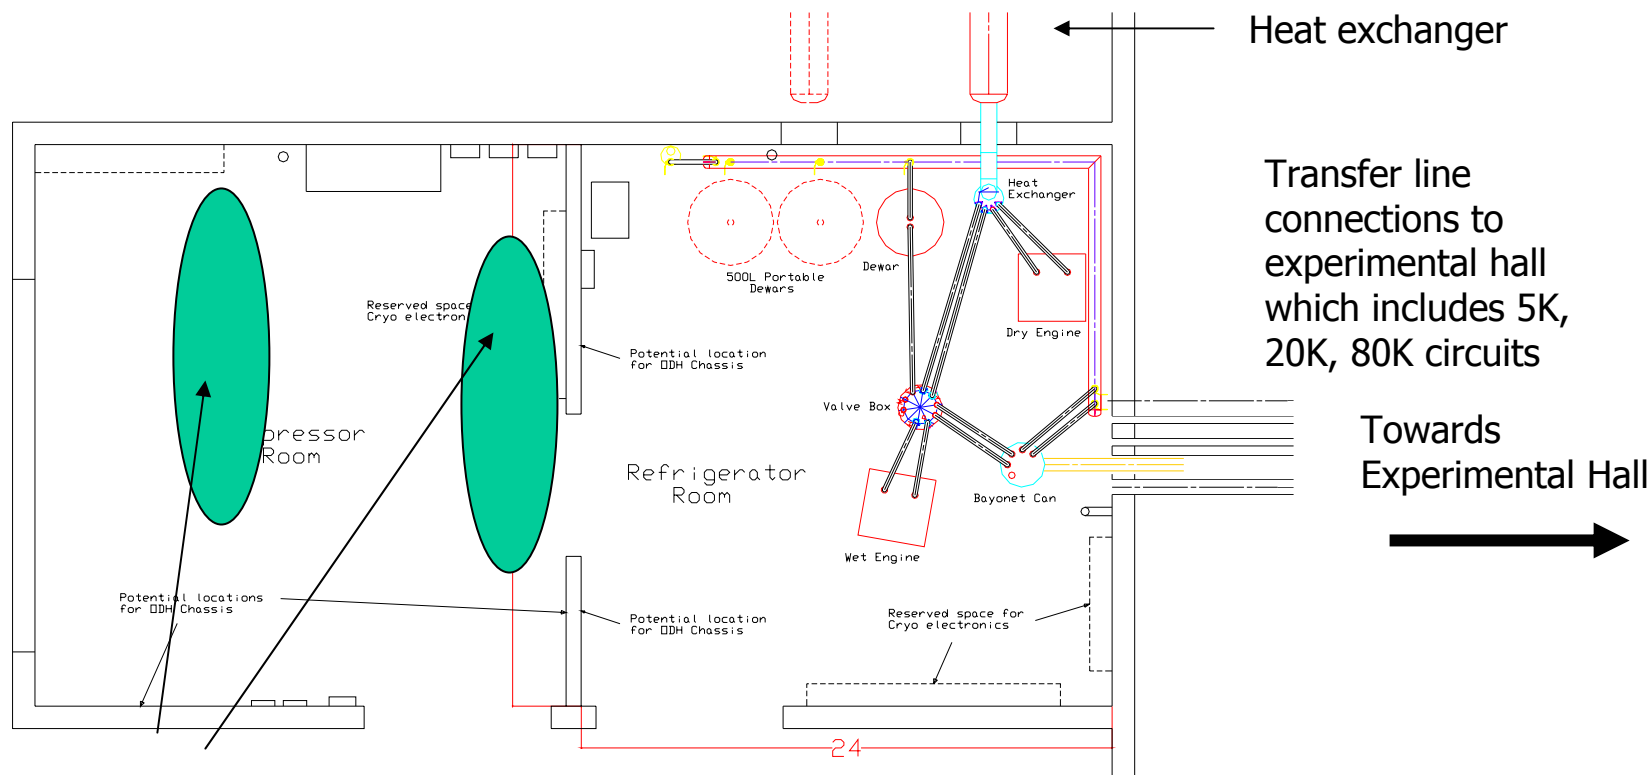 Heat exchanger
Transfer line
connections to
experimental hall
which includes 5K,
20K, 80K circuits
Towards
Experimental Hall
Heat
Exchanger
500L Portable
Dewars
Dewar
Dry Engine
Reserved space
Cryo
Potential location
for ODH Chassis
Valve Box
Room
Refrigerator
Room
Bayonet Can
Wet Engine
Potential locations
for ODH Chassis
Potential location
for ODH Chassis
Reserved space for
Cryo electronics
24